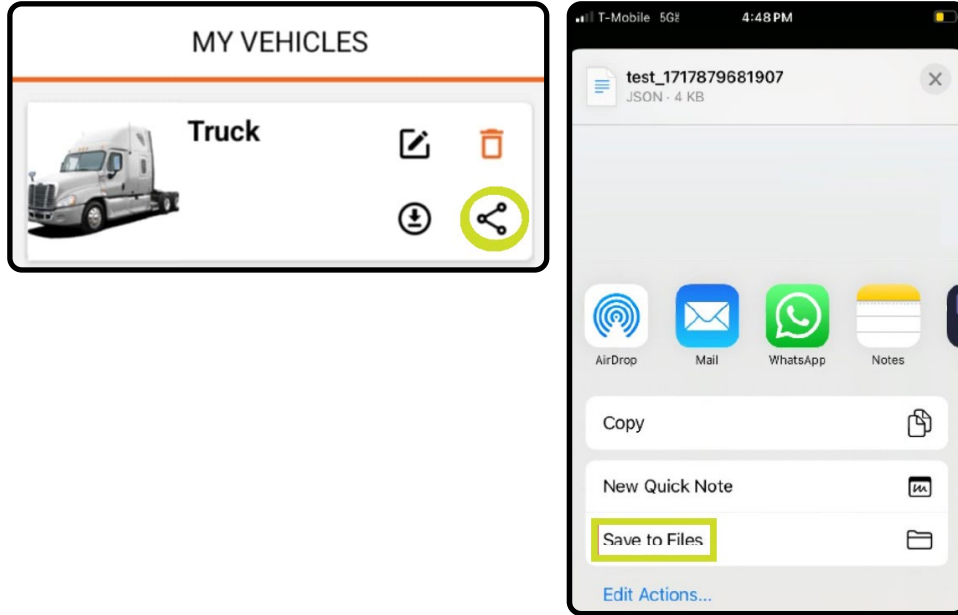 MY VEHICLES
Truck
T-Mobile 5G
4:48 PM
test_1717879681907
JSON · 4 KB
AirDrop
Mail
WhatsApp
Notes
Copy
New Quick Note
Save to Files
Edit Actions...